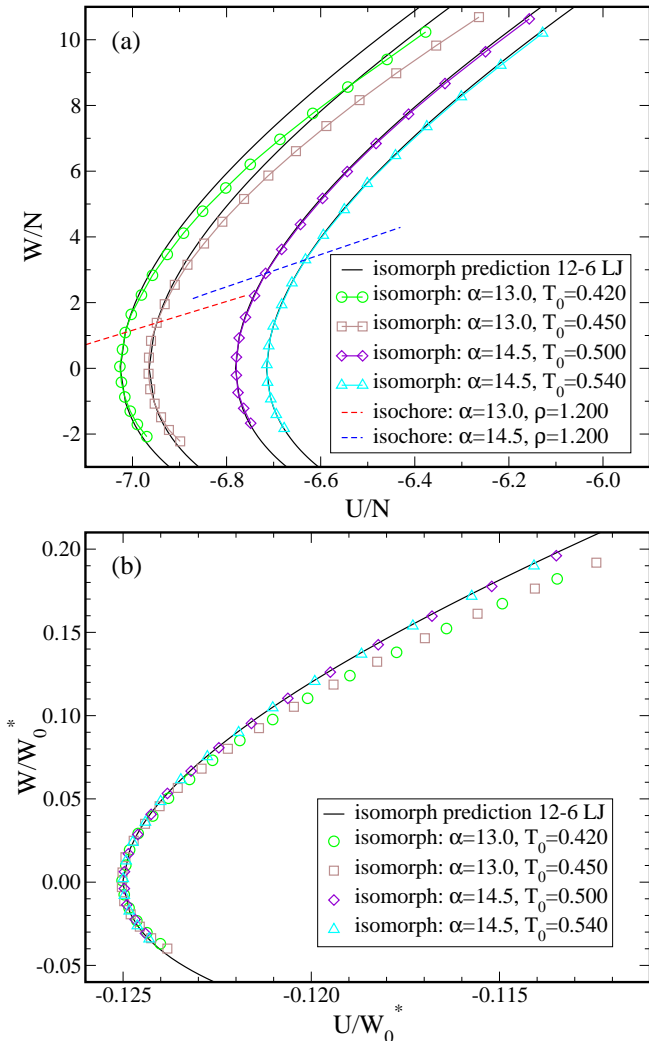 (a)
10
8
6
4
2
0
-2
W/N
isomorph prediction 12-6 LJ
isomorph: α=13.0, T₀=0.420
isomorph: α=13.0, T₀=0.450
isomorph: α=14.5, T₀=0.500
isomorph: α=14.5, T₀=0.540
isochore: α=13.0, ρ=1.200
isochore: α=14.5, ρ=1.200
-7.0 -6.8 -6.6 -6.4 -6.2 -6.0
U/N
(b)
0.20
0.15
0.10
0.05
0.00
-0.05
W/W₀*
isomorph prediction 12-6 LJ
isomorph: α=13.0, T₀=0.420
isomorph: α=13.0, T₀=0.450
isomorph: α=14.5, T₀=0.500
isomorph: α=14.5, T₀=0.540
-0.125 -0.120 -0.115
U/W₀*